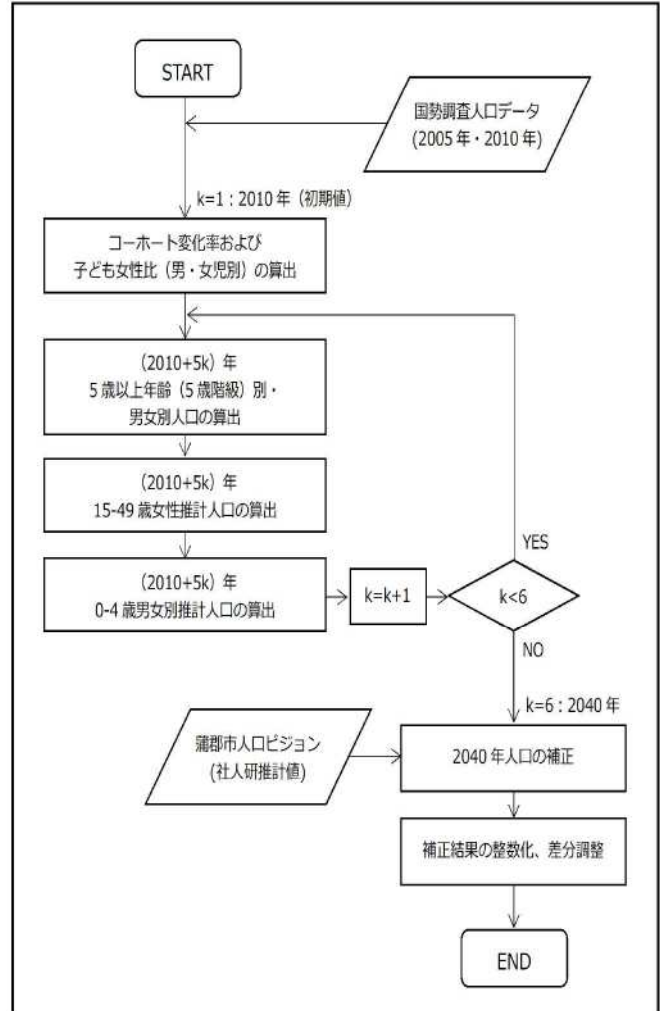 START
国勢調査人口データ
(2005年・2010年)
k=1：2010年（初期値）
コーホート変化率および
子ども女性比（男・女児別）の算出
（2010+5k）年
5歳以上年齢（5歳階級）別・
男女別人口の算出
（2010+5k）年
15-49歳女性推計人口の算出
（2010+5k）年
0-4歳男女別推計人口の算出
k=k+1
k<6
YES
NO
k=6：2040年
蒲郡市人口ビジョン
(社人研推計値)
2040年人口の補正
補正結果の整数化、差分調整
END